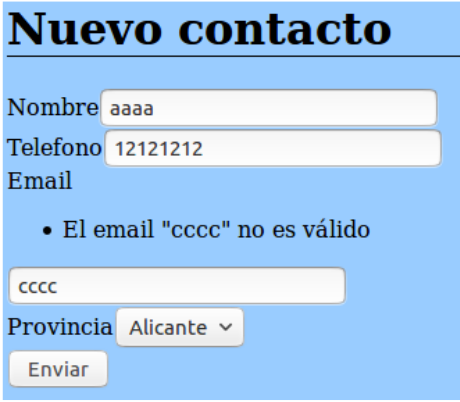 Nuevo contacto
Nombre aaaa
Telefono 12121212
Email
• El email "cccc" no es válido
cccc
Provincia Alicante
Enviar